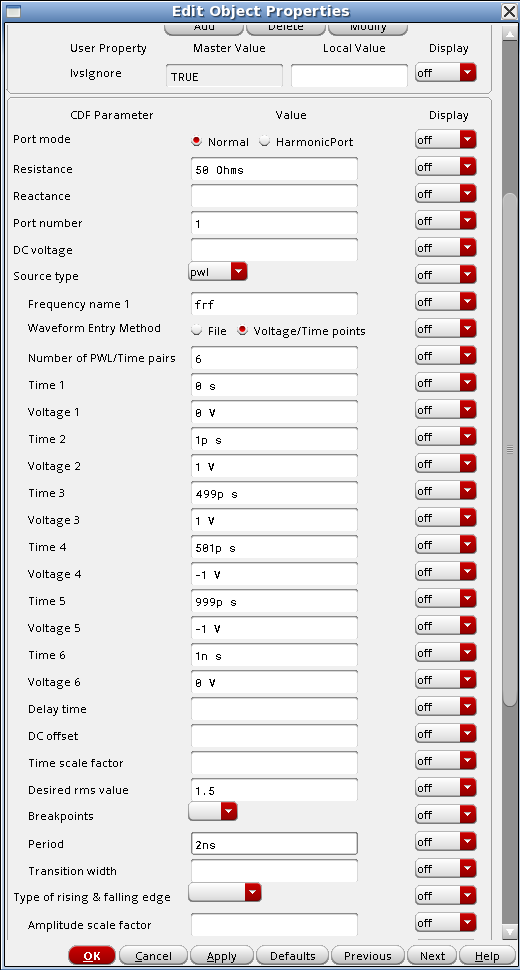 Edit Object Properties
Add Delete Modify
User Property Master Value Local Value Display
lvsIgnore TRUE off
CDF Parameter Value Display
Port mode Normal HarmonicPort off
Resistance 50 Ohms off
Reactance off
Port number 1 off
DC voltage off
Source type pwl off
Frequency name 1 frf off
Waveform Entry Method File Voltage/Time points off
Number of PWL/Time pairs 6 off
Time 1 0 s off
Voltage 1 0 V off
Time 2 1p s off
Voltage 2 1 V off
Time 3 499p s off
Voltage 3 1 V off
Time 4 501p s off
Voltage 4 -1 V off
Time 5 999p s off
Voltage 5 -1 V off
Time 6 1n s off
Voltage 6 0 V off
Delay time off
DC offset off
Time scale factor off
Desired rms value 1.5 off
Breakpoints off
Period 2ns off
Transition width off
Type of rising & falling edge off
Amplitude scale factor off
OK Cancel Apply Defaults Previous Next Help